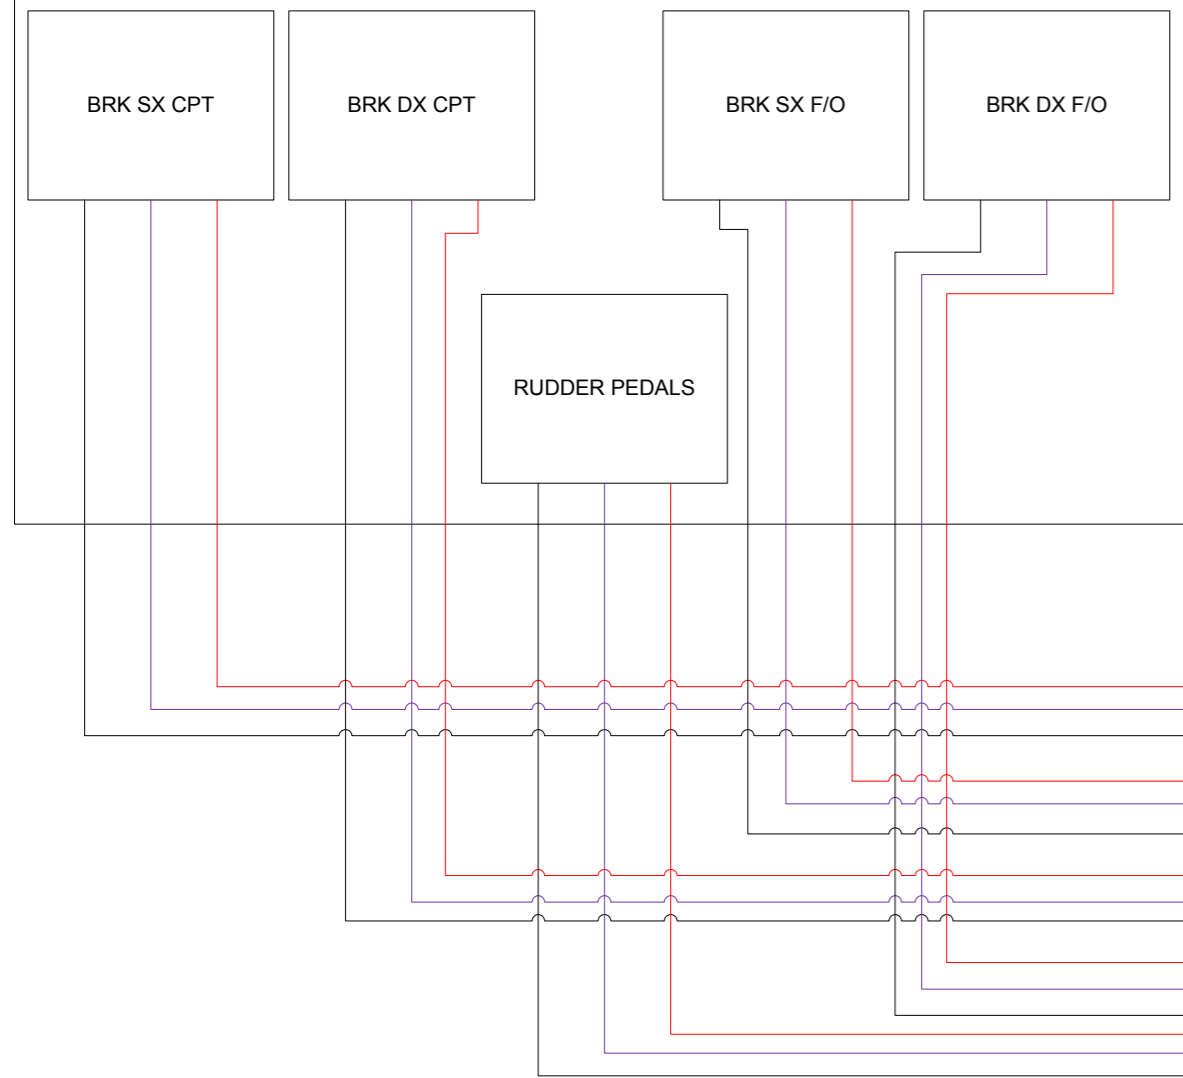 BRK SX CPT
BRK DX CPT
BRK SX F/O
BRK DX F/O
RUDDER PEDALS